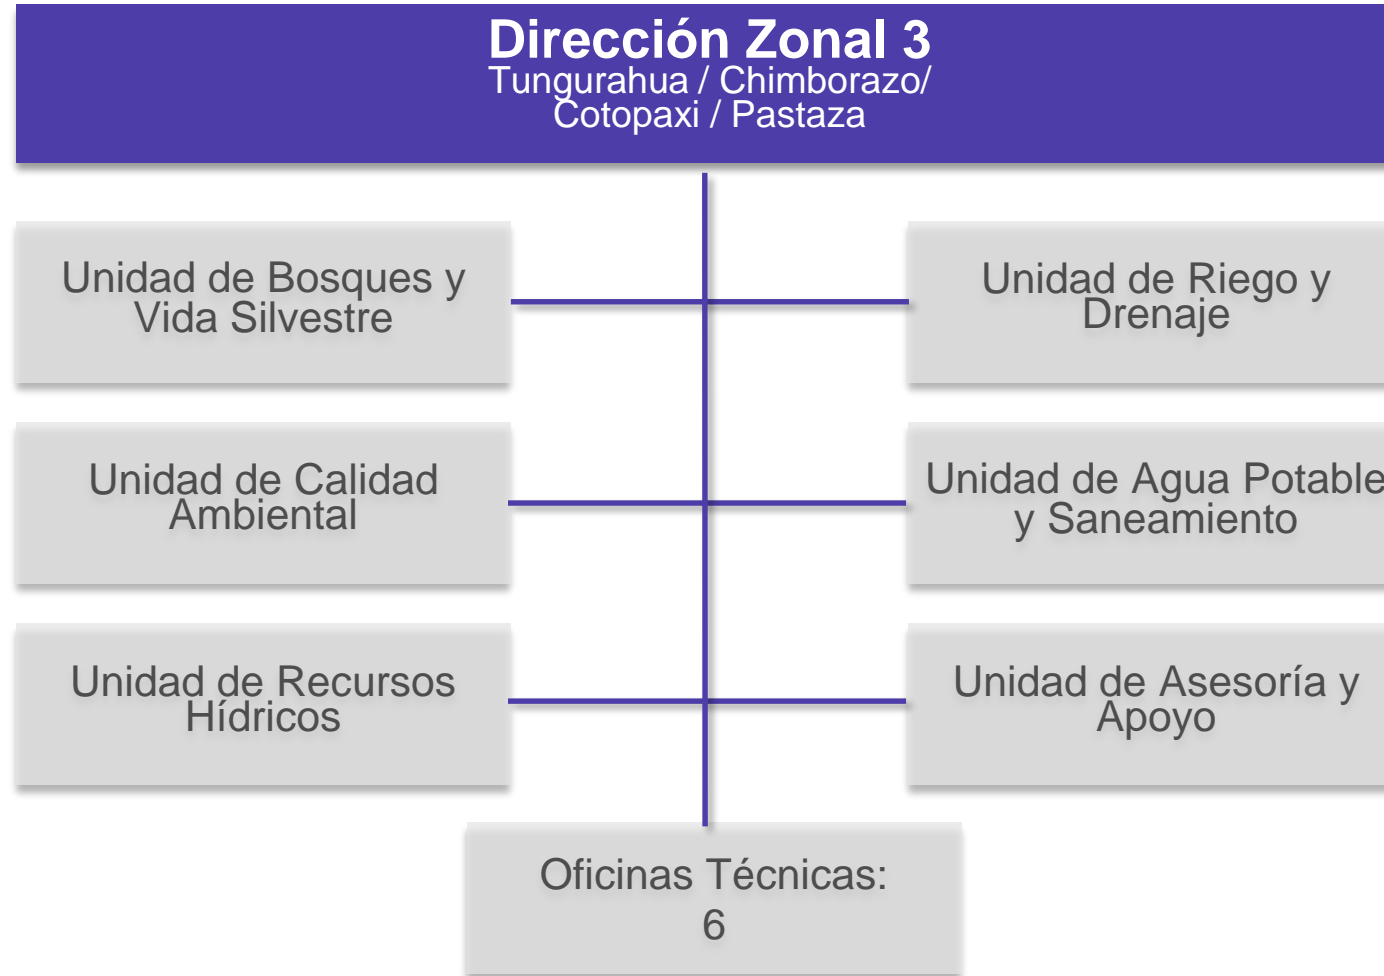 Dirección Zonal 3
Tungurahua / Chimborazo/
Cotopaxi / Pastaza
Unidad de Bosques y
Vida Silvestre
Unidad de Riego y
Drenaje
Unidad de Calidad
Ambiental
Unidad de Agua Potable
y Saneamiento
Unidad de Recursos
Hídricos
Unidad de Asesoría y
Apoyo
Oficinas Técnicas:
6